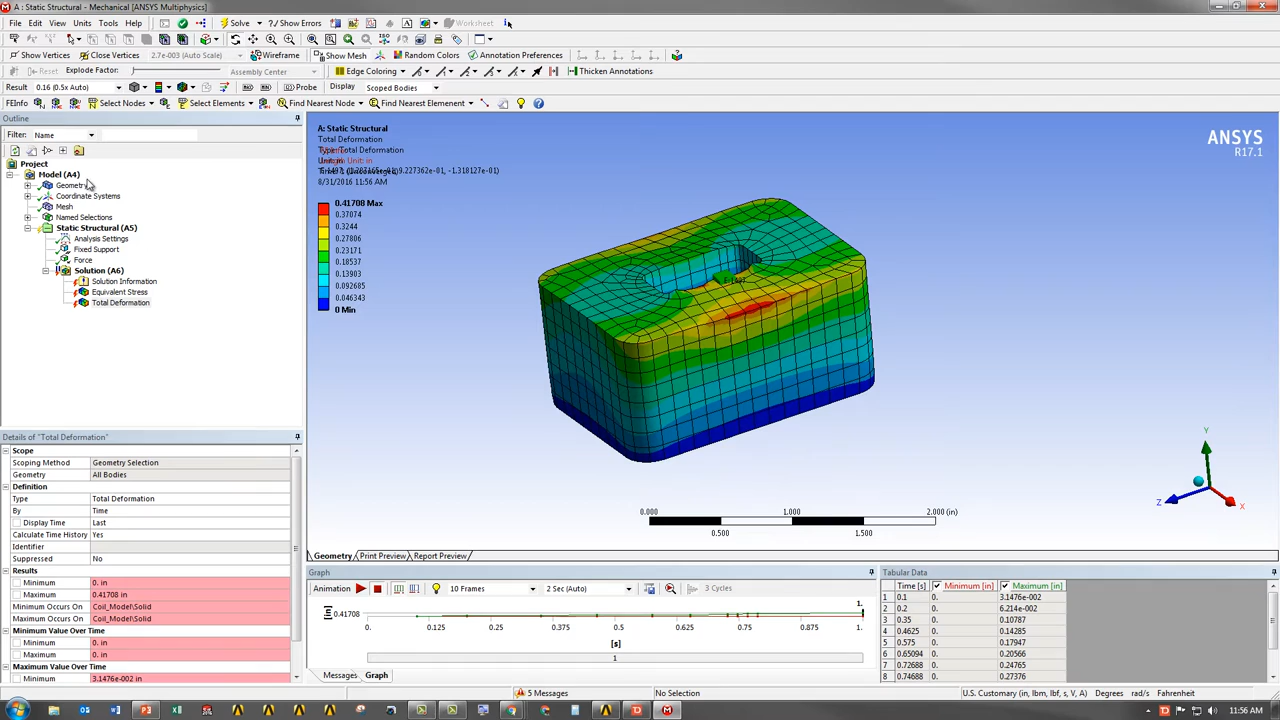 A : Static Structural - Mechanical [ANSYS Multiphysics]
File Edit View Units Tools Help Solve Show Errors Worksheet
Show Vertices Close Vertices 2.7e-003 (Auto Scale) Wireframe Show Mesh Random Colors Annotation Preferences
Reset Explode Factor: Assembly Center Edge Coloring Thicken Annotations
Result 0.16 (0.5x Auto) Probe Display Scoped Bodies
FEInfo Select Nodes Select Elements Find Nearest Node Find Nearest Element
Outline
Filter: Name
Project
Model (A4)
Geometry
Coordinate Systems
Mesh
Named Selections
Static Structural (A5)
Analysis Settings
Fixed Support
Force
Solution (A6)
Solution Information
Equivalent Stress
Total Deformation
A: Static Structural
Total Deformation
Type: Total Deformation
8/31/2016 11:56 AM
0.41708 Max
0.37074
0.3244
0.27806
0.23171
0.18537
0.13903
0.092685
0.046343
0 Min
ANSYS
R17.1
Y
Z
X
0.000 1.000 2.000 (in)
0.500 1.500
Geometry Print Preview Report Preview
Details of "Total Deformation"
Scope
Scoping Method Geometry Selection
Geometry All Bodies
Definition
Type Total Deformation
By Time
Display Time Last
Calculate Time History Yes
Identifier
Suppressed No
Results
Minimum 0. in
Maximum 0.41708 in
Minimum Occurs On Coil_Model\Solid
Maximum Occurs On Coil_Model\Solid
Minimum Value Over Time
Minimum 0. in
Maximum 0. in
Maximum Value Over Time
Minimum 3.1476e-002 in
Graph
Animation 10 Frames 2 Sec (Auto) 3 Cycles
1.
0.41708
0. 0.125 0.25 0.375 0.5 0.625 0.75 0.875 1.
[s]
1
Messages Graph
Tabular Data
Time [s] Minimum [in] Maximum [in]
1 0.1 0. 3.1476e-002
2 0.2 0. 6.214e-002
3 0.35 0. 0.10787
4 0.4625 0. 0.14285
5 0.575 0. 0.17947
6 0.65094 0. 0.20566
7 0.72688 0. 0.24765
8 0.74688 0. 0.27376
5 Messages No Selection U.S. Customary (in, lbm, lbf, s, V, A) Degrees rad/s Fahrenheit
11:56 AM